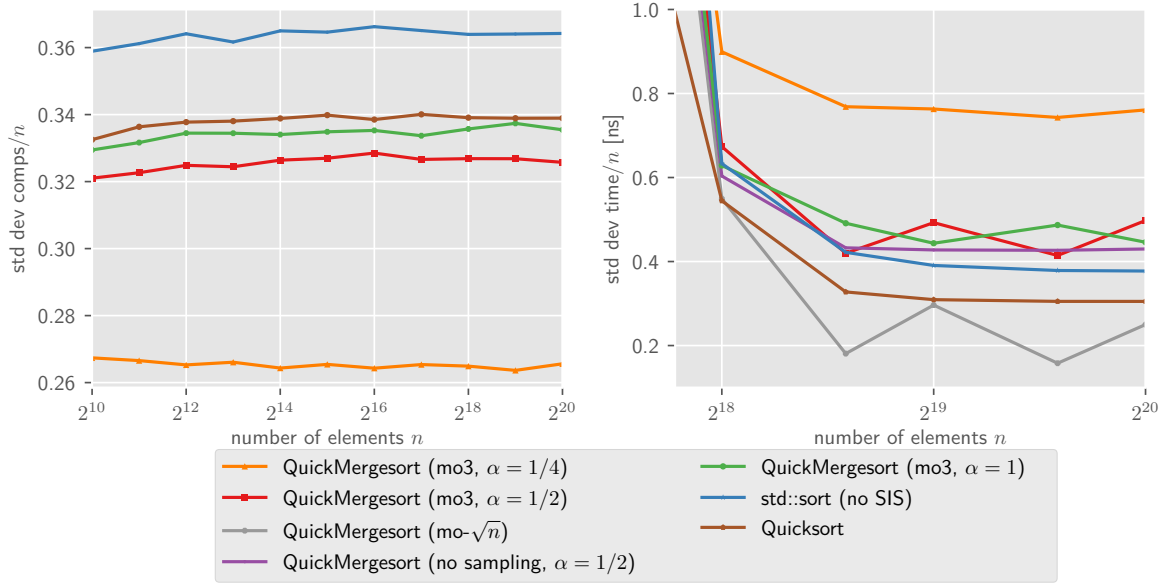 0.36
0.34
0.32
0.30
0.28
0.26
std dev comps/n
2^10
2^12
2^14
2^16
2^18
2^20
number of elements n
1.0
0.8
0.6
0.4
0.2
std dev time/n [ns]
2^18
2^19
2^20
number of elements n
QuickMergesort (mo3, α = 1/4)
QuickMergesort (mo3, α = 1/2)
QuickMergesort (mo-√n)
QuickMergesort (no sampling, α = 1/2)
QuickMergesort (mo3, α = 1)
std::sort (no SIS)
Quicksort